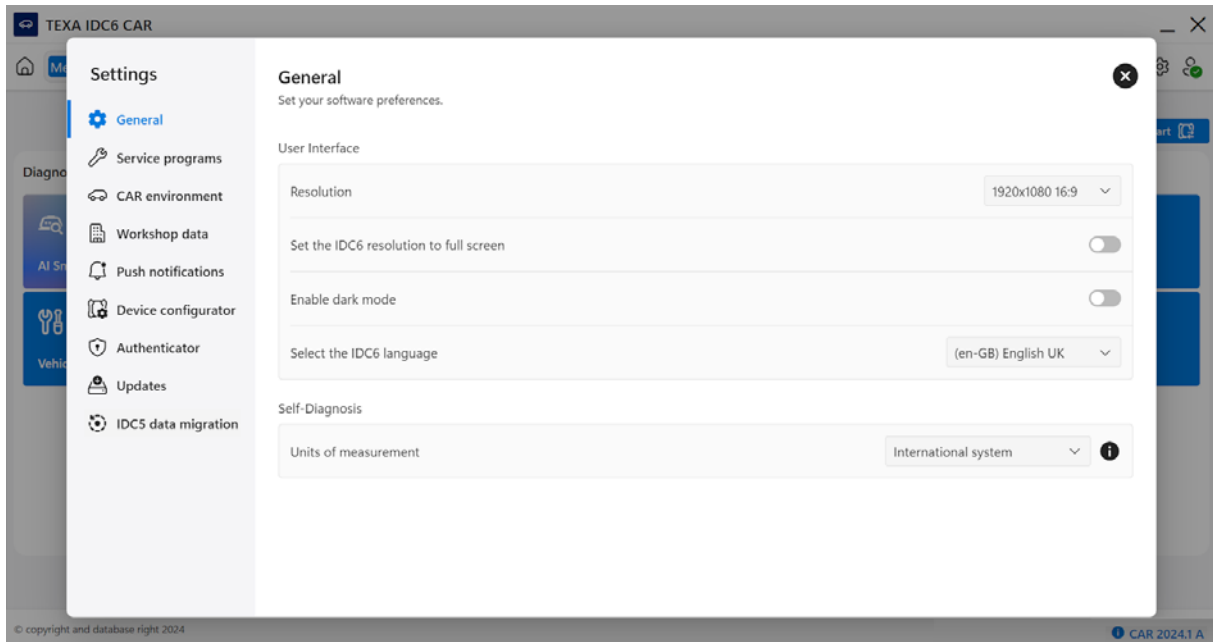 TEXA IDC6 CAR
Settings
General
Service programs
CAR environment
Workshop data
Push notifications
Device configurator
Authenticator
Updates
IDC5 data migration
General
Set your software preferences.
User Interface
Resolution
1920x1080 16:9
Set the IDC6 resolution to full screen
Enable dark mode
Select the IDC6 language
(en-GB) English UK
Self-Diagnosis
Units of measurement
International system
Me
Diagno
AI Sn
Vehic
art
© copyright and database right 2024
CAR 2024.1 A